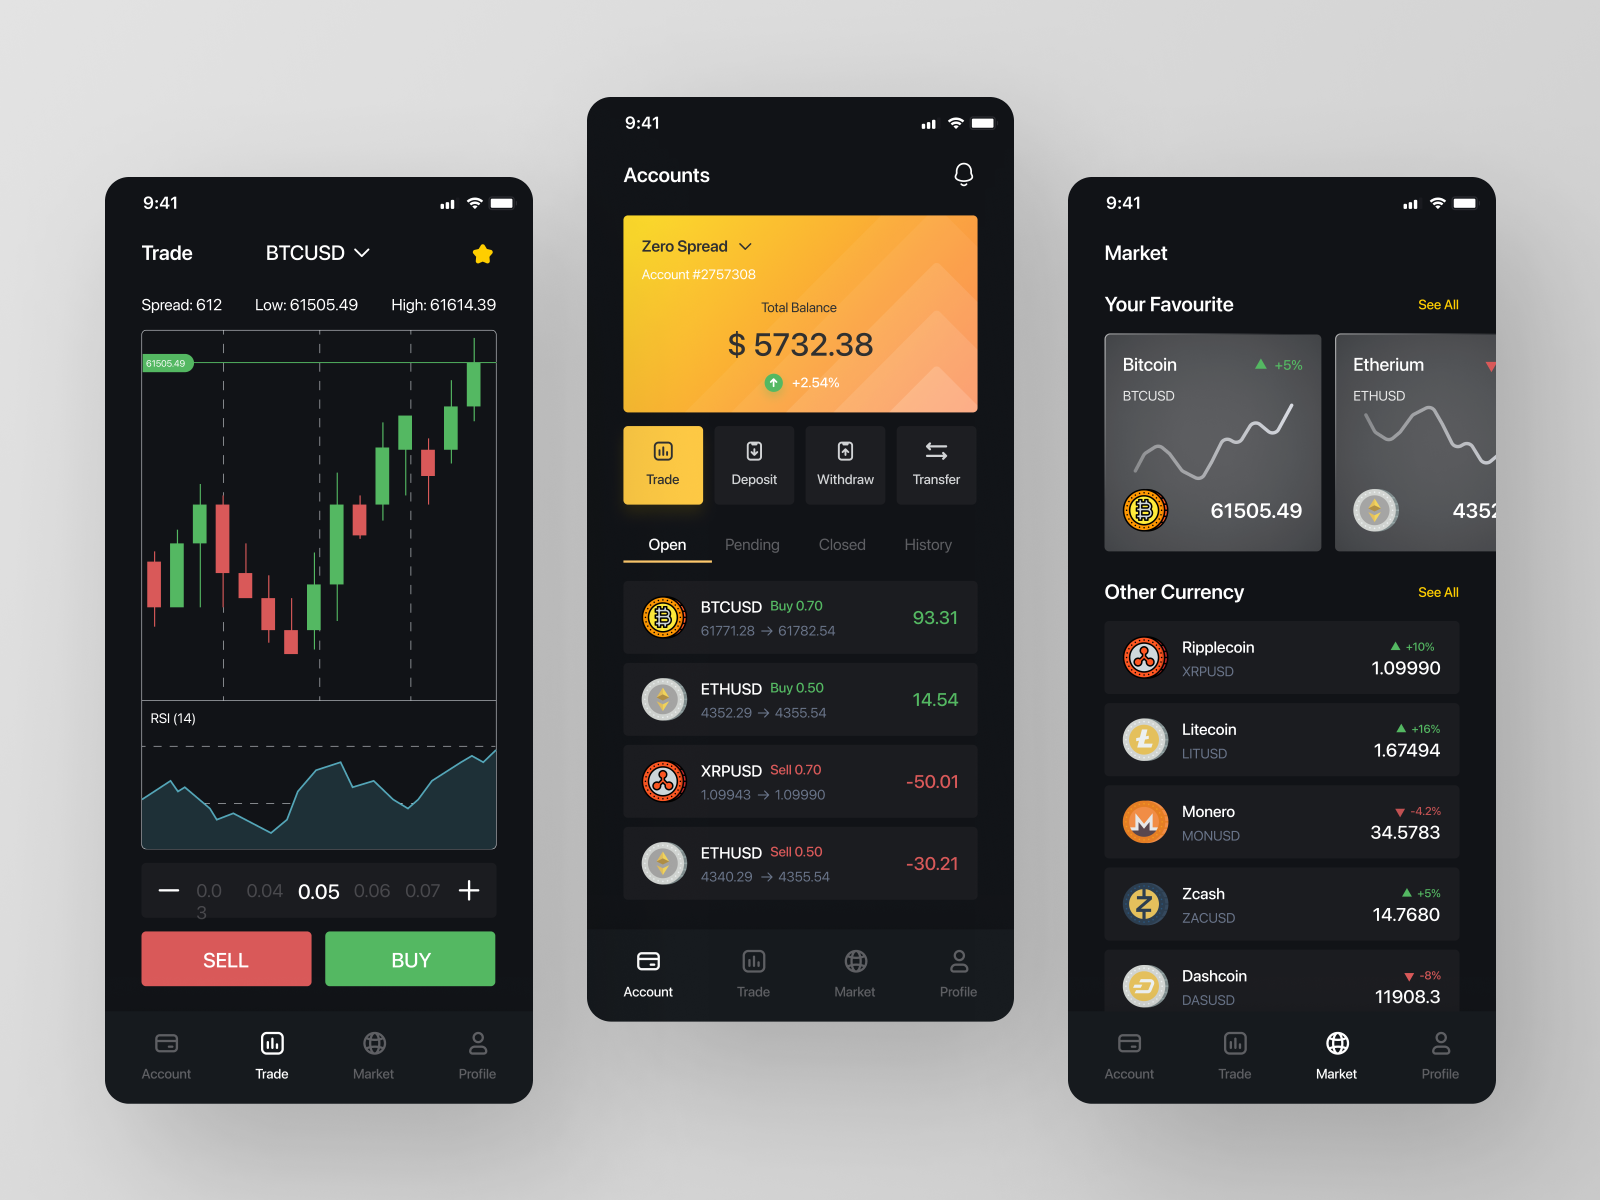 9:41
Trade BTCUSD
Spread: 612 Low: 61505.49 High: 61614.39
61505.49
RSI (14)
0.0
3 0.04 0.05 0.06 0.07
SELL BUY
Account Trade Market Profile
9:41
Accounts
Zero Spread
Account #2757308
Total Balance
$ 5732.38
+2.54%
Trade Deposit Withdraw Transfer
Open Pending Closed History
BTCUSD Buy 0.70
93.31
61771.28 → 61782.54
ETHUSD Buy 0.50
14.54
4352.29 → 4355.54
XRPUSD Sell 0.70
-50.01
1.09943 → 1.09990
ETHUSD Sell 0.50
-30.21
4340.29 → 4355.54
Account Trade Market Profile
9:41
Market
Your Favourite See All
Bitcoin +5%
BTCUSD
61505.49
Etherium
ETHUSD
4352
Other Currency See All
Ripplecoin +10%
XRPUSD 1.09990
Litecoin +16%
LITUSD 1.67494
Monero -4.2%
MONUSD 34.5783
Zcash +5%
ZACUSD 14.7680
Dashcoin -8%
DASUSD 11908.3
Account Trade Market Profile